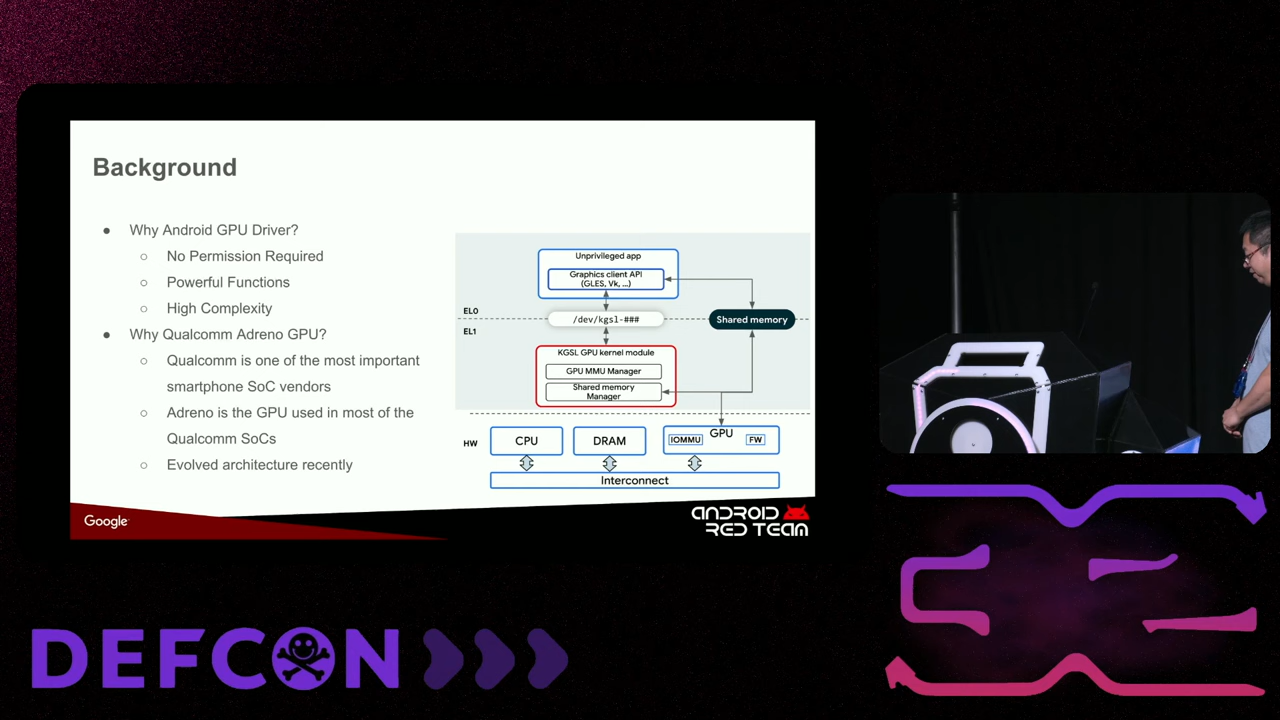 Background
● Why Android GPU Driver?
○ No Permission Required
○ Powerful Functions
○ High Complexity
● Why Qualcomm Adreno GPU?
○ Qualcomm is one of the most important
smartphone SoC vendors
○ Adreno is the GPU used in most of the
Qualcomm SoCs
○ Evolved architecture recently
Unprivileged app
Graphics client API
(GLES, Vk, ...)
EL0
/dev/kgsl-###
Shared memory
EL1
KGSL GPU kernel module
GPU MMU Manager
Shared memory
Manager
HW
CPU
DRAM
GPU
IOMMU
FW
Interconnect
Google
ANDROID
RED TEAM
DEFCON